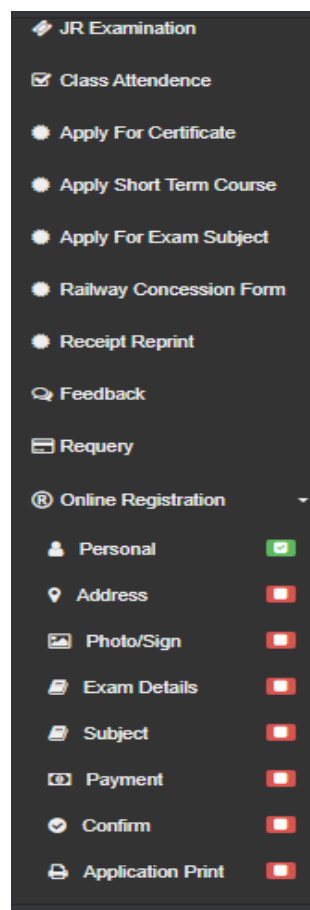 JR Examination
Class Attendence
Apply For Certificate
Apply Short Term Course
Apply For Exam Subject
Railway Concession Form
Receipt Reprint
Feedback
Requery
Online Registration
Personal
Address
Photo/Sign
Exam Details
Subject
Payment
Confirm
Application Print